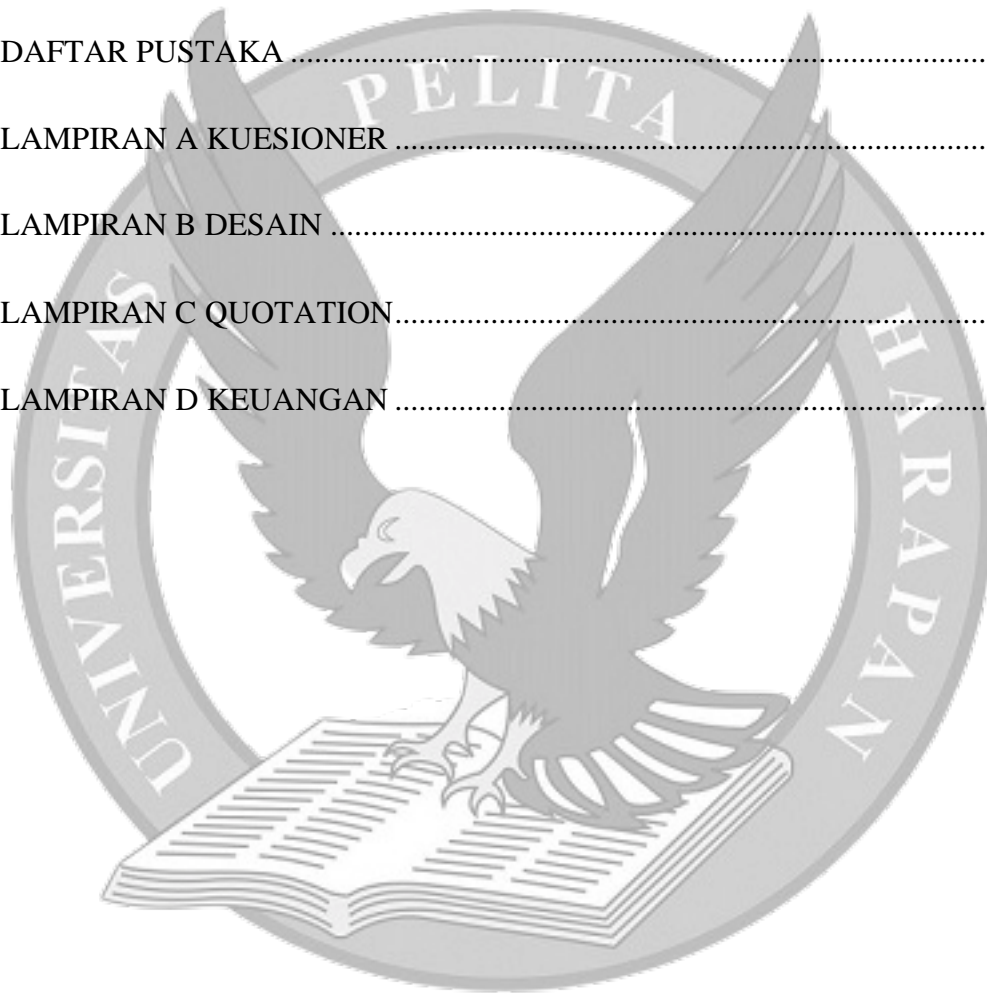 DAFTAR PUSTAKA ..........................................................................................
LAMPIRAN A KUESIONER ............................................................................
LAMPIRAN B DESAIN .....................................................................................
LAMPIRAN C QUOTATION............................................................................
LAMPIRAN D KEUANGAN ............................................................................
UNIVERSITAS PELITA HARAPAN